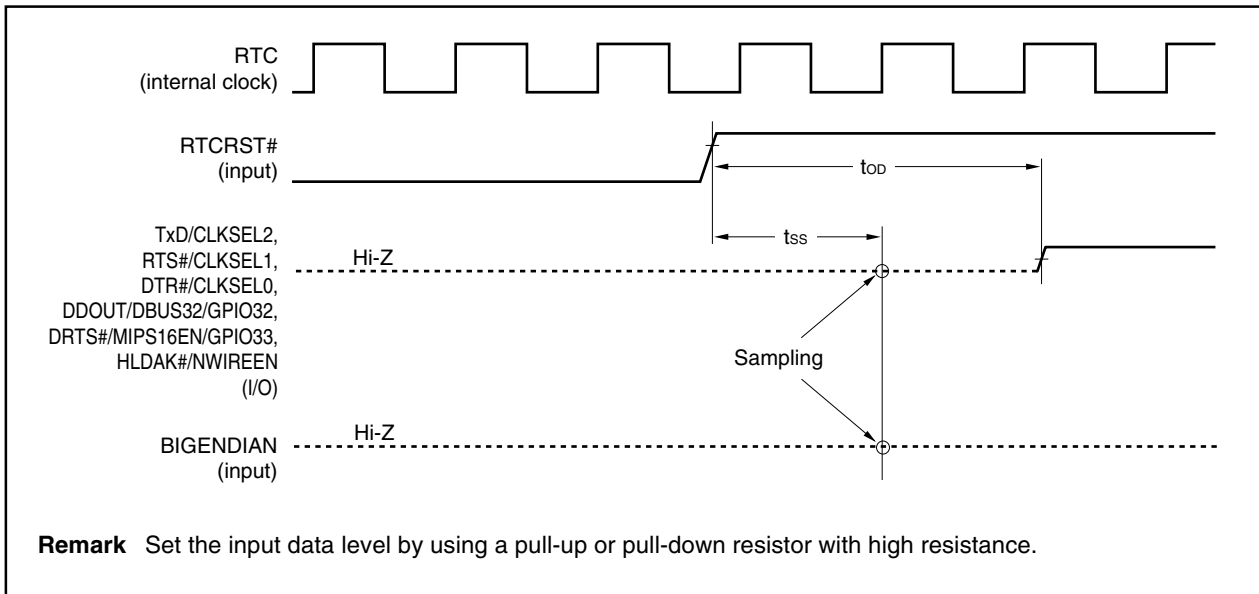 RTC
(internal clock)
RTCRST#
(input)
tOD
tSS
TxD/CLKSEL2,
RTS#/CLKSEL1,
DTR#/CLKSEL0,
DDOUT/DBUS32/GPIO32,
DRTS#/MIPS16EN/GPIO33,
HLDAK#/NWIREEN
(I/O)
Hi-Z
Sampling
BIGENDIAN
(input)
Hi-Z
Remark Set the input data level by using a pull-up or pull-down resistor with high resistance.